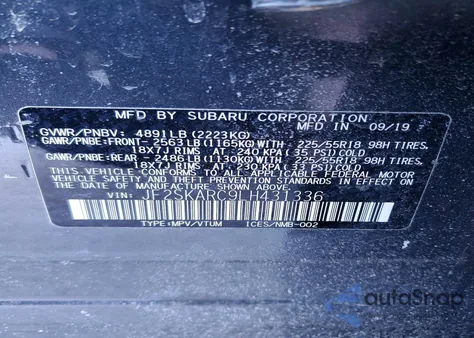 MFD BY SUBARU CORPORATION MADE IN 09/19
GVWR/PNBV: 4891LB (2223KG)
GAWR/PNBE:FRONT- 2563LB (1165KG)WITH 225/55R18 98H TIRES.
18X7J RIMS AT-240 KPA (35 PSI)COLD
GAWR/PNBE:REAR - 2486LB (1130KG)WITH 225/55R18 98H TIRES.
18X7J RIMS AT-230 KPA (33 PSI)COLD
THIS VEHICLE CONFORMS TO ALL APPLICABLE FEDERAL MOTOR
VEHICLE SAFETY AND THEFT PREVENTION STANDARDS IN EFFECT
ON THE DATE OF MANUFACTURE SHOWN ABOVE.
VIN: JF2SKARC9LH431336
TYPE:MPV/VTUM ICES/NMB-002
autoSnap